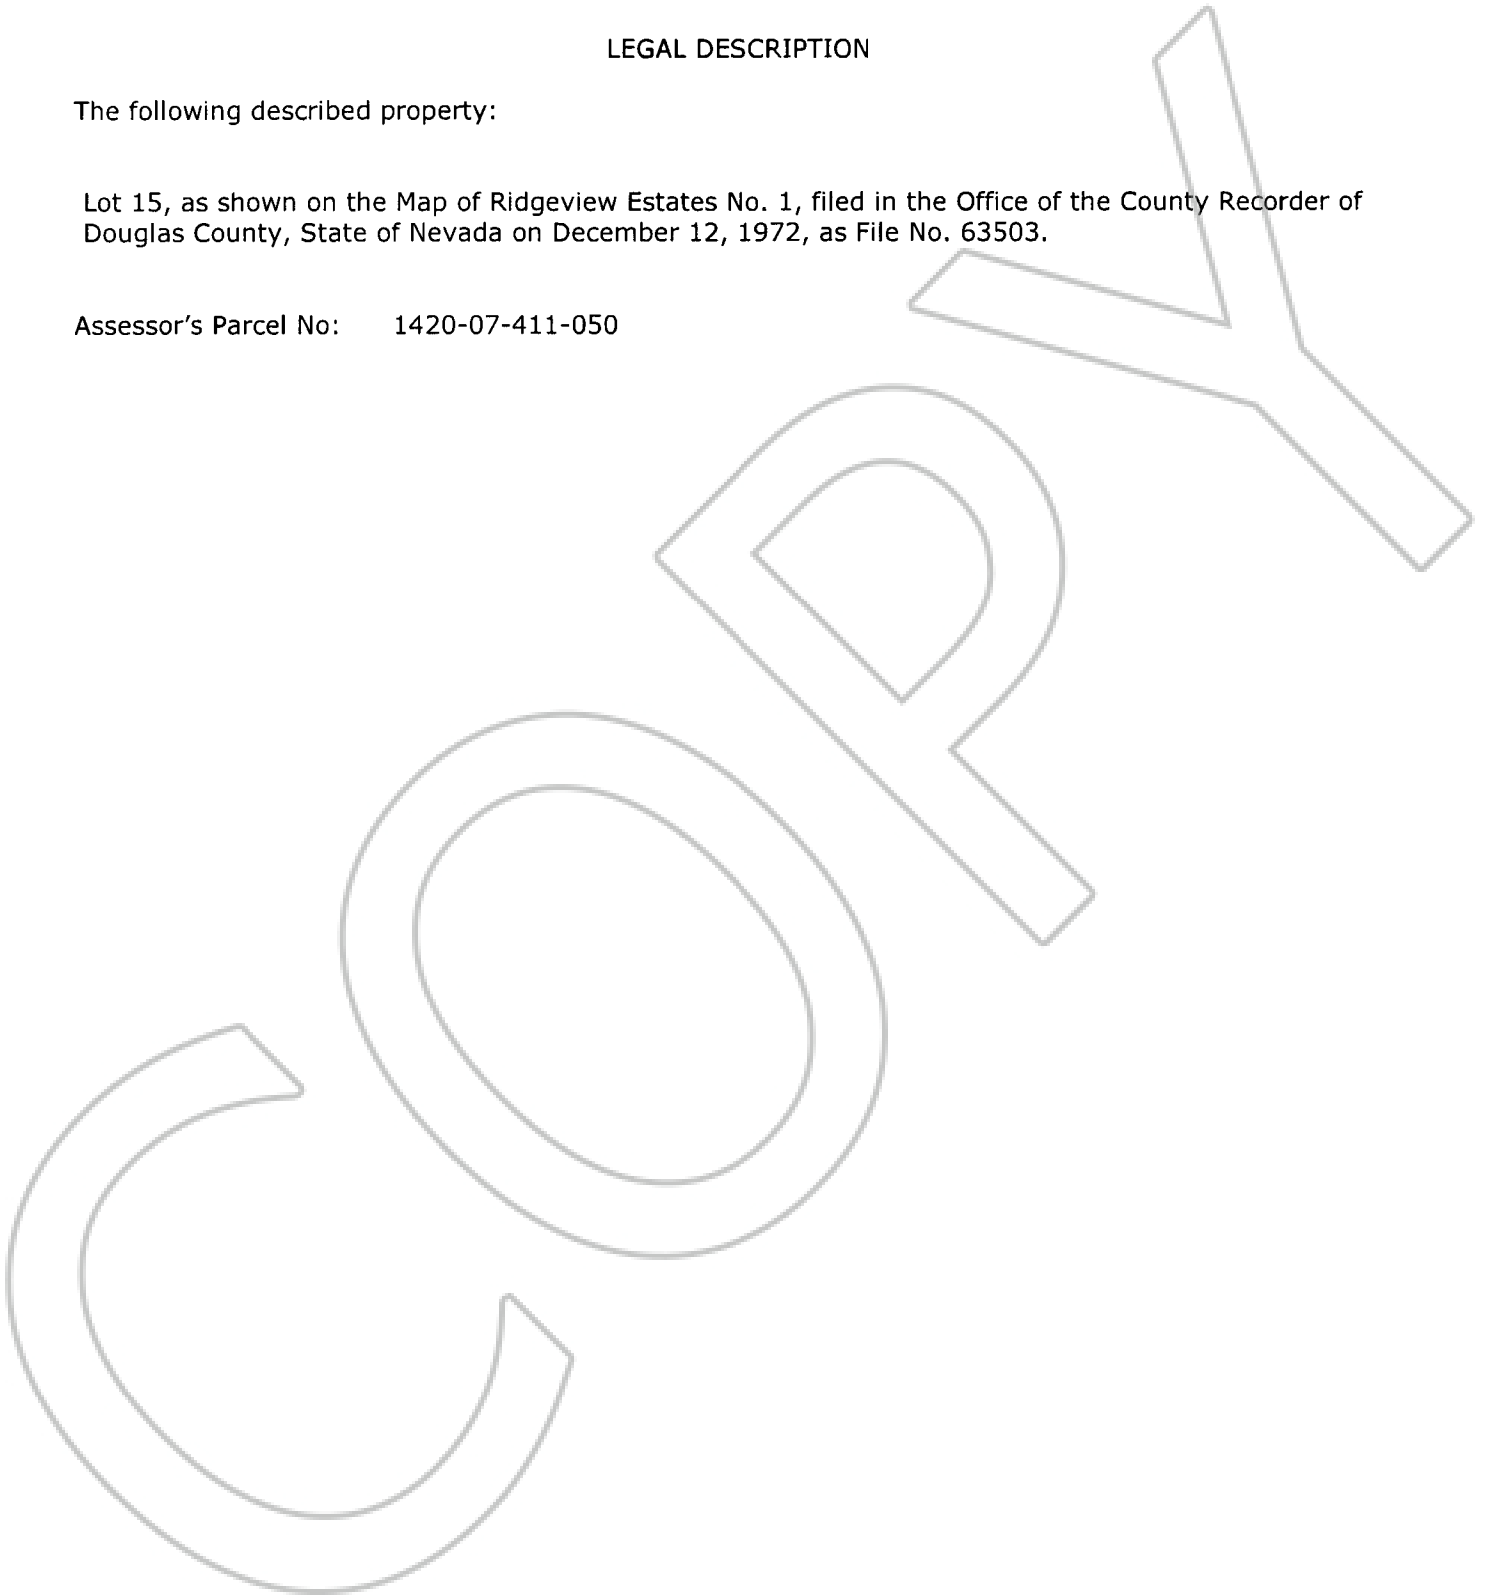 LEGAL DESCRIPTION
The following described property:
Lot 15, as shown on the Map of Ridgeview Estates No. 1, filed in the Office of the County Recorder of
Douglas County, State of Nevada on December 12, 1972, as File No. 63503.
Assessor’s Parcel No: 1420-07-411-050
COPY